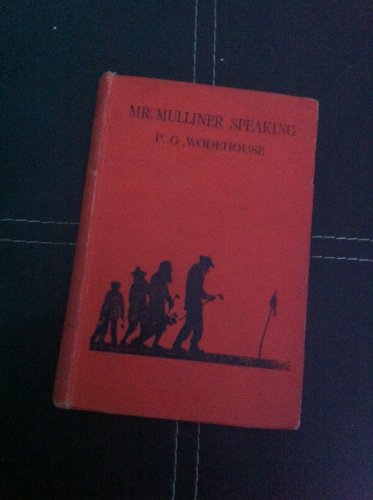 MR. MULLINER SPEAKING
P. G. WODEHOUSE